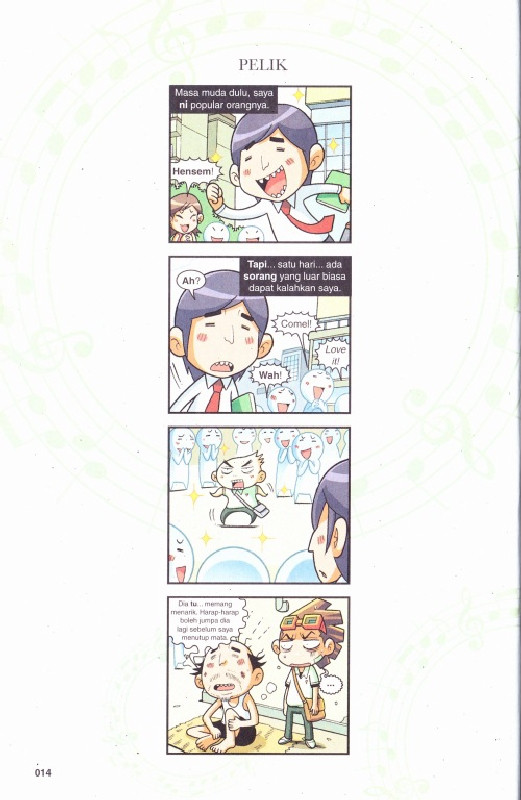 PELIK
Masa muda dulu, saya
ni popular orangnya.
Hensem!
Tapi... satu hari... ada
sorang yang luar biasa
dapat kalahkan saya.
Ah?
Comel!
Love
it!
Wah!
Dia tu... memang
menarik. Harap-harap
boleh jumpa dia
lagi sebelum saya
menutup mata.
...
014